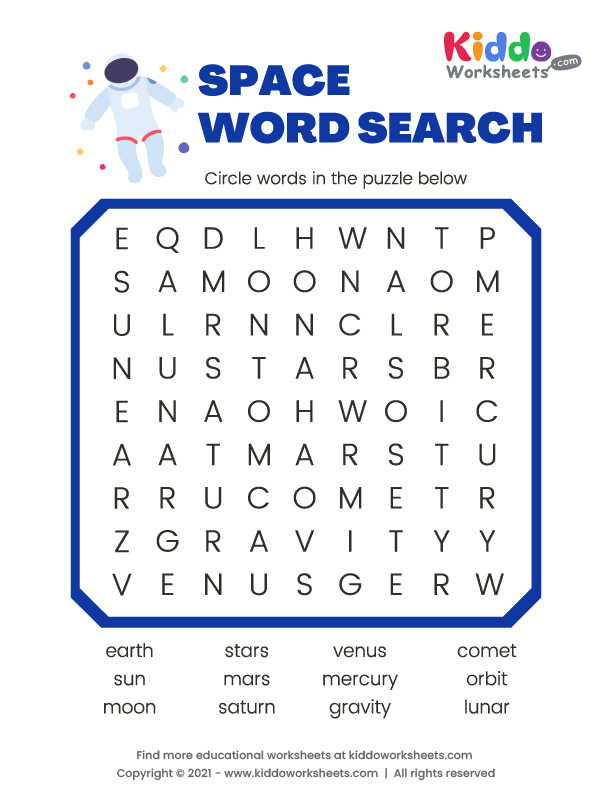 Kiddo
Worksheets.com
SPACE
WORD SEARCH
Circle words in the puzzle below
E Q D L H W N T P
S A M O O N A O M
U L R N N C L R E
N U S T A R S B R
E N A O H W O I C
A A T M A R S T U
R R U C O M E T R
Z G R A V I T Y Y
V E N U S G E R W
earth stars venus comet
sun mars mercury orbit
moon saturn gravity lunar
Find more educational worksheets at kiddoworksheets.com
Copyright © 2021 - www.kiddoworksheets.com | All rights reserved